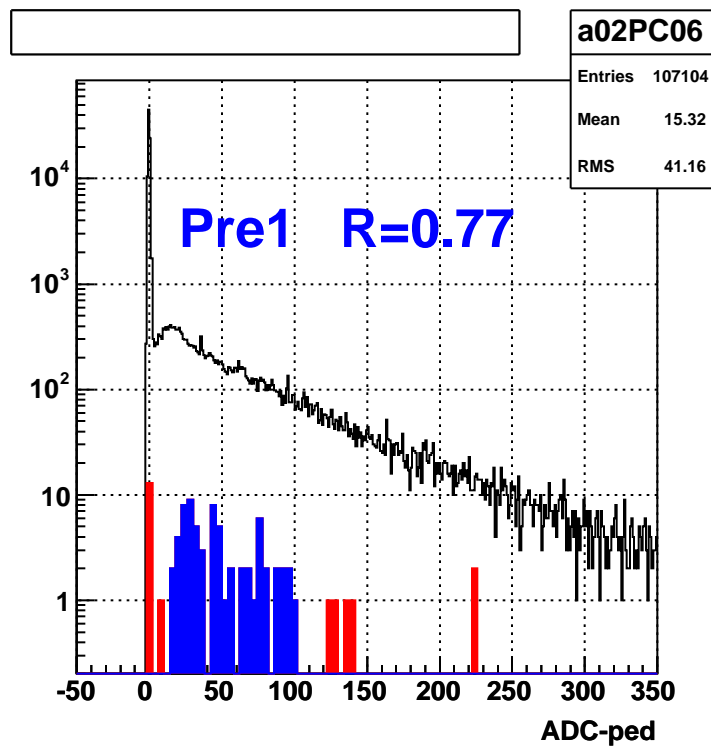 a02PC06
Entries 107104
Mean 15.32
RMS 41.16
Pre1 R=0.77
10^4
10^3
10^2
10
1
-50 0 50 100 150 200 250 300 350
ADC-ped